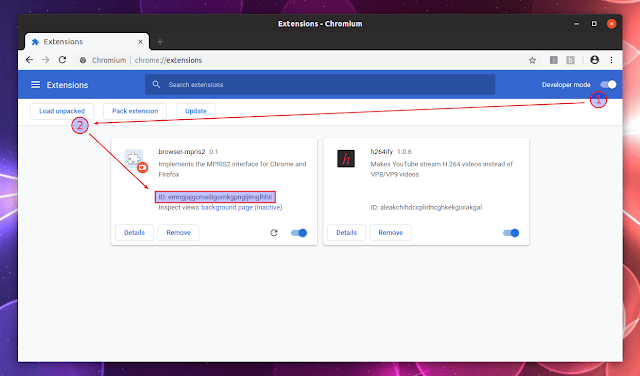 Extensions - Chromium
Extensions
Chromium | chrome://extensions
Extensions
Search extensions
Developer mode
1
Load unpacked
Pack extension
Update
2
browser-mpris2 0.1
Implements the MPRIS2 interface for Chrome and
Firefox
Inspect views background page (Inactive)
Details
Remove
h
h264ify 1.0.6
Makes YouTube stream H.264 videos instead of
VP8/VP9 videos
ID: aleakchihdccplidncghkekgioiakgal
Details
Remove